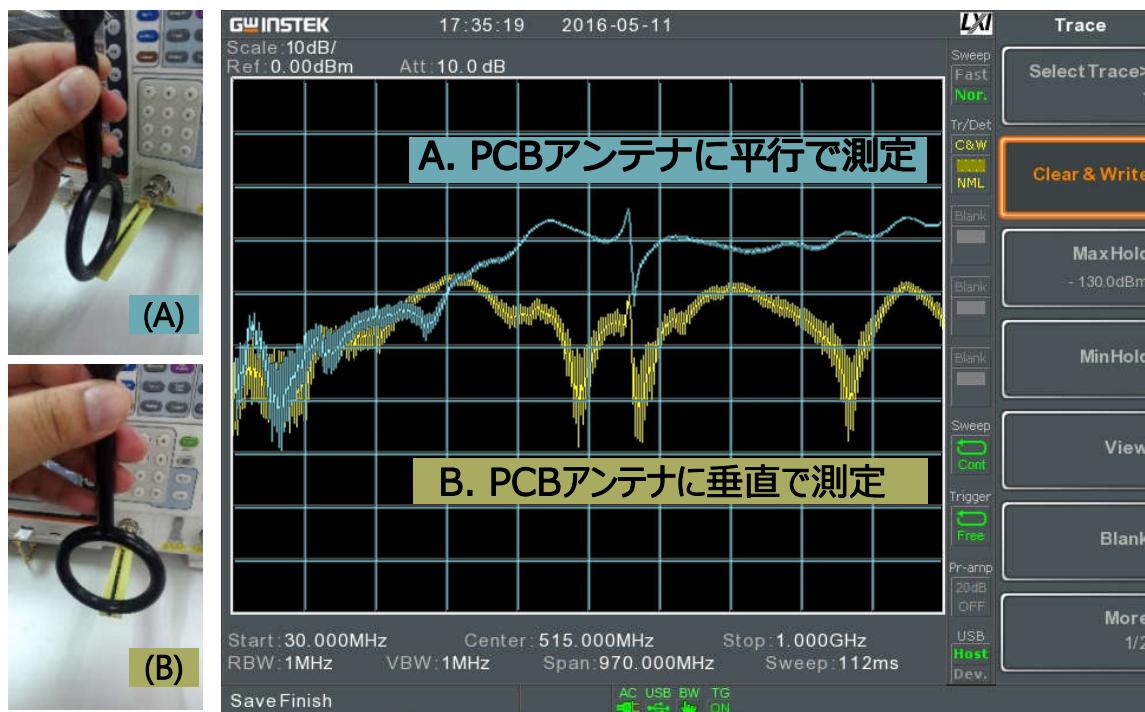 GWINSTEK 17:35:19 2016-05-11 LXI
Scale:10dB/
Ref:0.00dBm Att:10.0 dB
A. PCBアンテナに平行で測定
B. PCBアンテナに垂直で測定
Start:30.000MHz Center:515.000MHz Stop:1.000GHz
RBW:1MHz VBW:1MHz Span:970.000MHz Sweep:112ms
Save Finish
AC USB BW TG
ON
Sweep
Fast
Nor.
Tr/Det
C&W
NML
Blank
Blank
Blank
Sweep
Cont
Trigger
Free
Pr-amp
20dB
OFF
USB
Host
Dev.
Trace
Select Trace>
Clear & Write
Max Hold
-130.0dBm
Min Hold
View
Blank
More
1/2
(A)
(B)